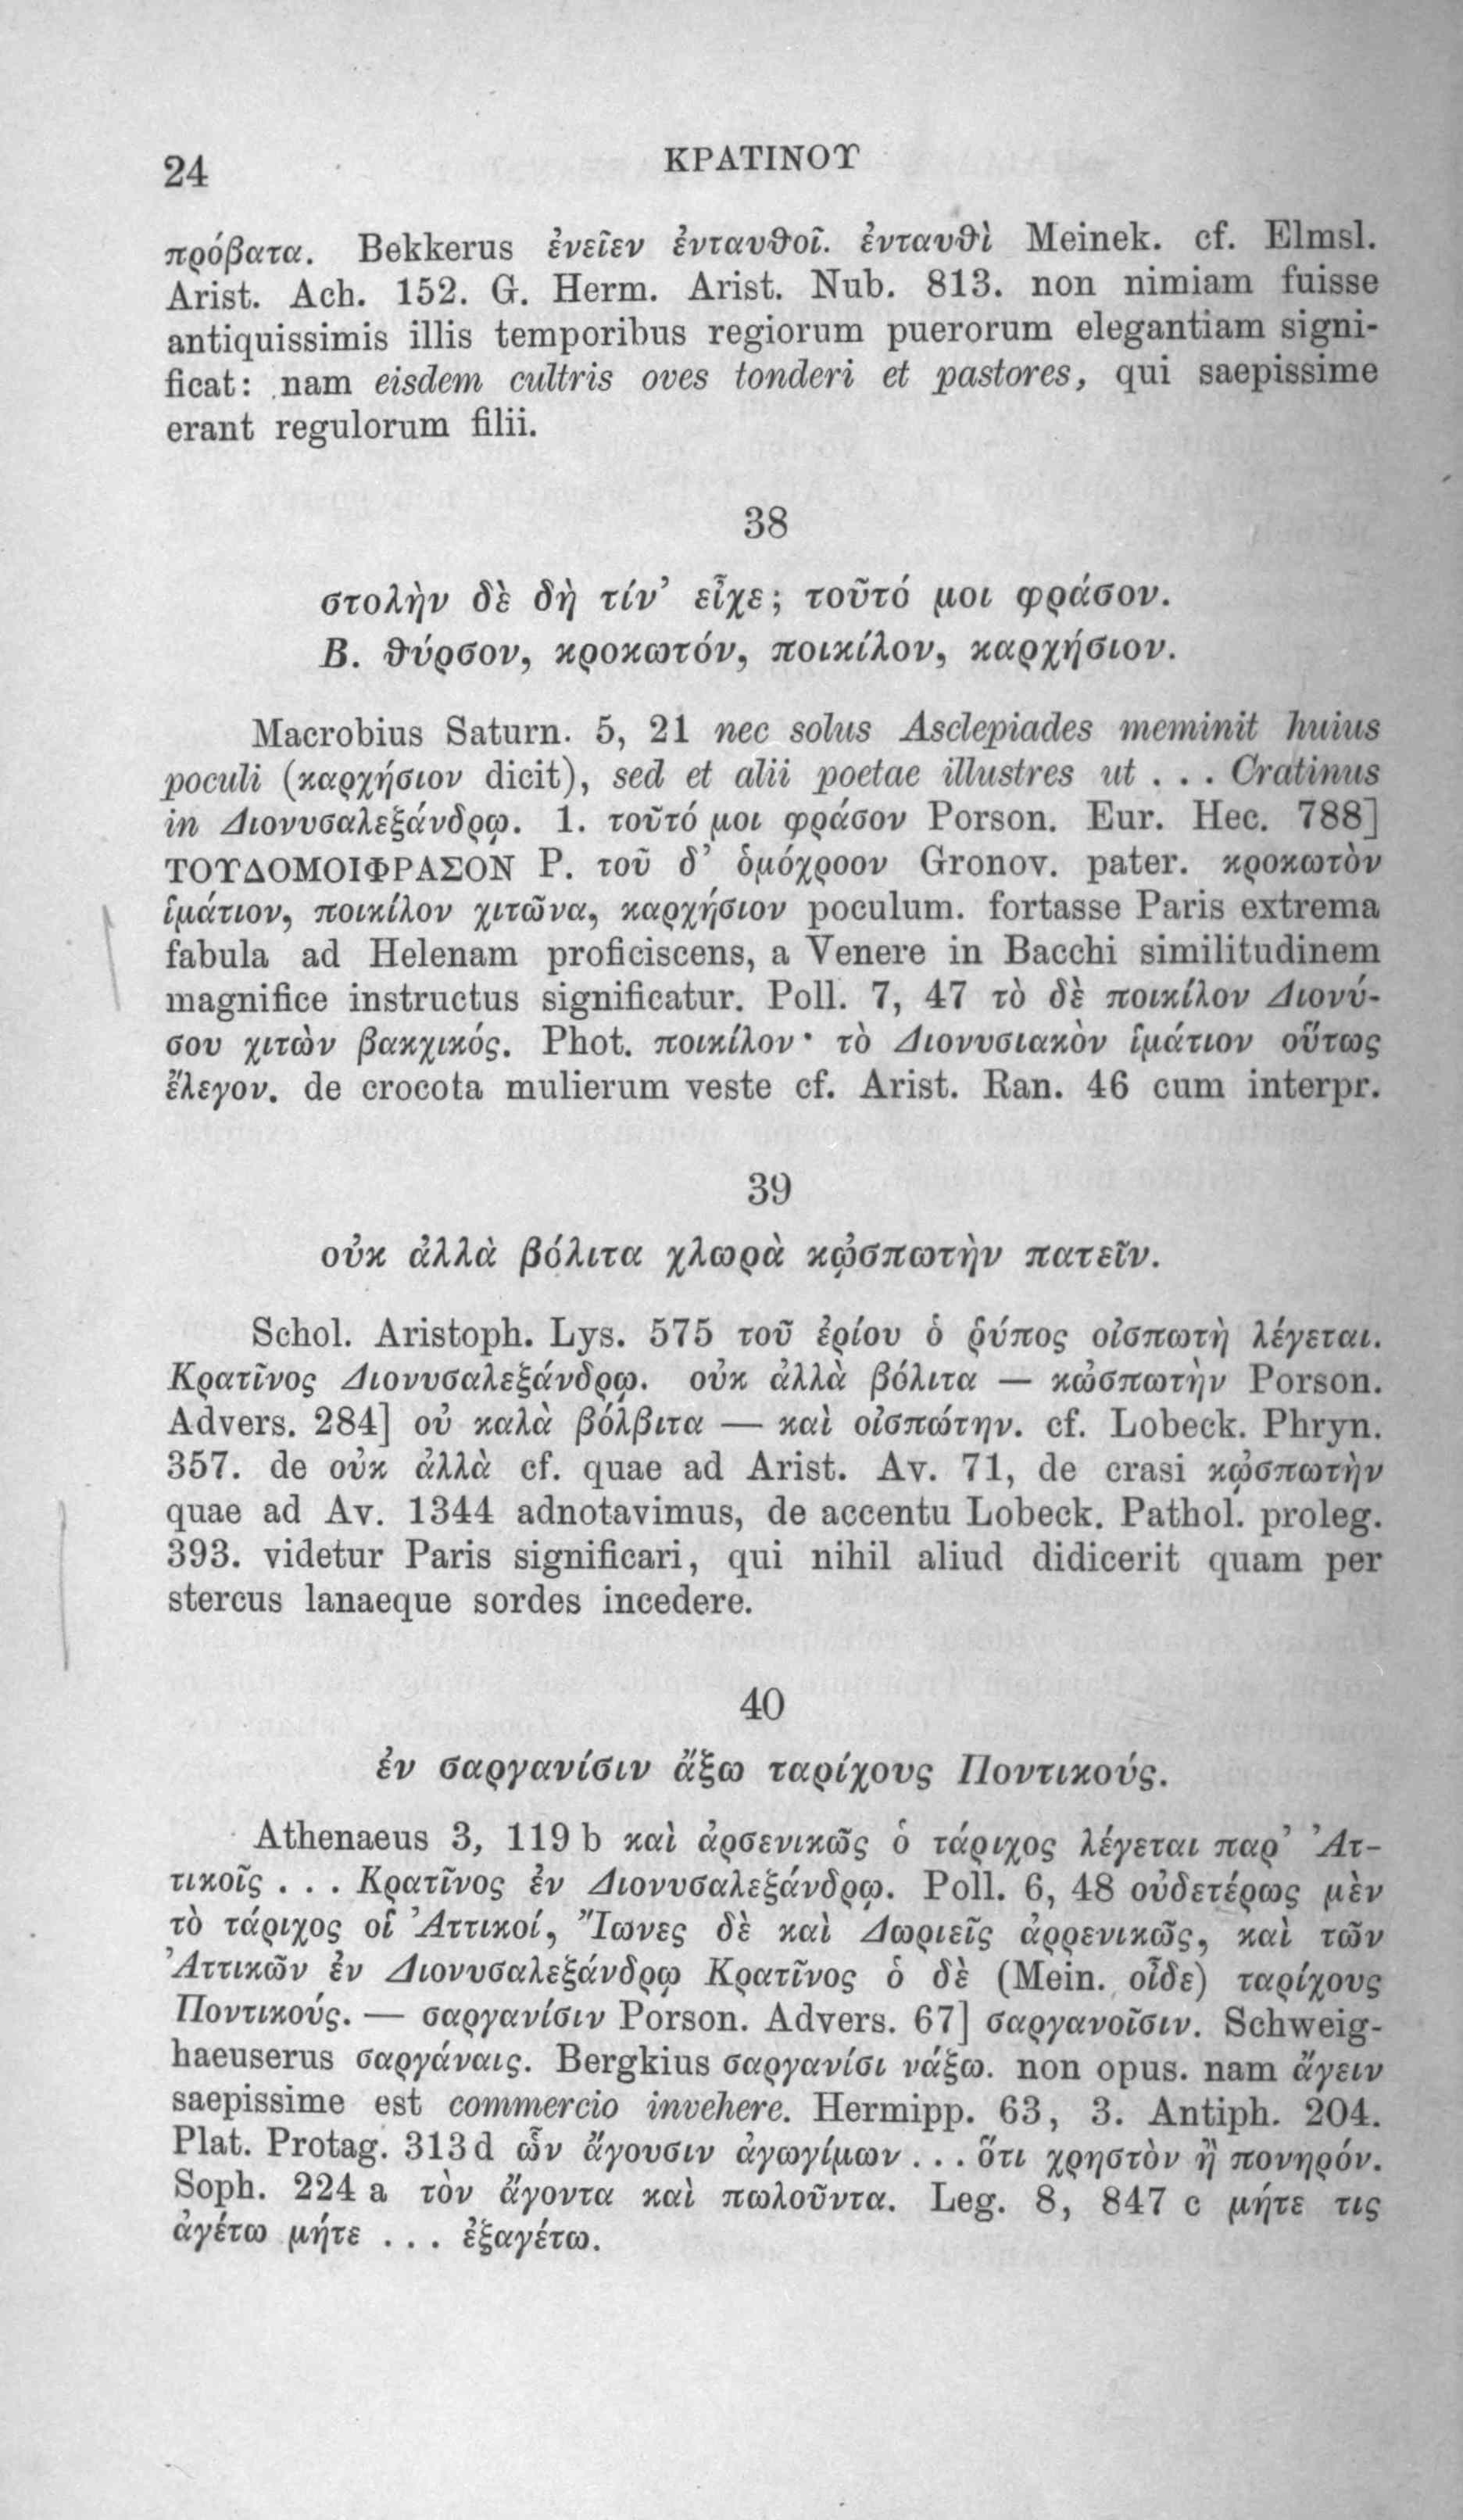 24
ΚΡΑΤΙΝΟΥ
πρόβατα. Bekkerus ἐνεῖεν ἐνταυθοῖ. ἐνταυθὶ Meinek. cf. Elmsl.
Arist. Ach. 152. G. Herm. Arist. Nub. 813. non nimiam fuisse
antiquissimis illis temporibus regiorum puerorum elegantiam signi-
ficat: nam eisdem cultris oves tonderi et pastores, qui saepissime
erant regulorum filii.
38
στολὴν δὲ δὴ τίν’ εἶχε; τοῦτό μοι φράσον.
Β. θύρσον, κροκωτόν, ποικίλον, καρχήσιον.
Macrobius Saturn. 5, 21 nec solus Asclepiades meminit huius
poculi (καρχήσιον dicit), sed et alii poetae illustres ut . . . Cratinus
in Διονυσαλεξάνδρῳ. 1. τοῦτό μοι φράσον Porson. Eur. Hec. 788]
ΤΟΥΔΟΜΟΙΦΡΑΣΟΝ P. τοῦ δ’ ὁμόχροον Gronov. pater. κροκωτὸν
ἱμάτιον, ποικίλον χιτῶνα, καρχήσιον poculum. fortasse Paris extrema
fabula ad Helenam proficiscens, a Venere in Bacchi similitudinem
magnifice instructus significatur. Poll. 7, 47 τὸ δὲ ποικίλον Διονύ-
σου χιτὼν βακχικός. Phot. ποικίλον· τὸ Διονυσιακὸν ἱμάτιον οὕτως
ἔλεγον. de crocota mulierum veste cf. Arist. Ran. 46 cum interpr.
39
οὐκ ἀλλὰ βόλιτα χλωρὰ κᾠσπωτὴν πατεῖν.
Schol. Aristoph. Lys. 575 τοῦ ἐρίου ὁ ῥύπος οἰσπωτὴ λέγεται.
Κρατῖνος Διονυσαλεξάνδρῳ. οὐκ ἀλλὰ βόλιτα — κὠσπωτὴν Porson.
Advers. 284] οὐ καλὰ βόλβιτα — καὶ οἰσπώτην. cf. Lobeck. Phryn.
357. de οὐκ ἀλλὰ cf. quae ad Arist. Av. 71, de crasi κᾠσπωτὴν
quae ad Av. 1344 adnotavimus, de accentu Lobeck. Pathol. proleg.
393. videtur Paris significari, qui nihil aliud didicerit quam per
stercus lanaeque sordes incedere.
40
ἐν σαργανίσιν ἄξω ταρίχους Ποντικούς.
Athenaeus 3, 119 b καὶ ἀρσενικῶς ὁ τάριχος λέγεται παρ’ Ἀτ-
τικοῖς . . . Κρατῖνος ἐν Διονυσαλεξάνδρῳ. Poll. 6, 48 οὐδετέρως μὲν
τὸ τάριχος οἱ Ἀττικοί, Ἴωνες δὲ καὶ Δωριεῖς ἀρρενικῶς, καὶ τῶν
Ἀττικῶν ἐν Διονυσαλεξάνδρῳ Κρατῖνος ὁ δὲ (Mein. οἶδε) ταρίχους
Ποντικούς. — σαργανίσιν Porson. Advers. 67] σαργανοῖσιν. Schweig-
haeuserus σαργάναις. Bergkius σαργανίσι νάξω. non opus. nam ἄγειν
saepissime est commercio invehere. Hermipp. 63, 3. Antiph. 204.
Plat. Protag. 313 d ὧν ἄγουσιν ἀγωγίμων . . . ὅτι χρηστὸν ἢ πονηρόν.
Soph. 224 a τὸν ἄγοντα καὶ πωλοῦντα. Leg. 8, 847 c μήτε τις
ἀγέτω μήτε . . . ἐξαγέτω.